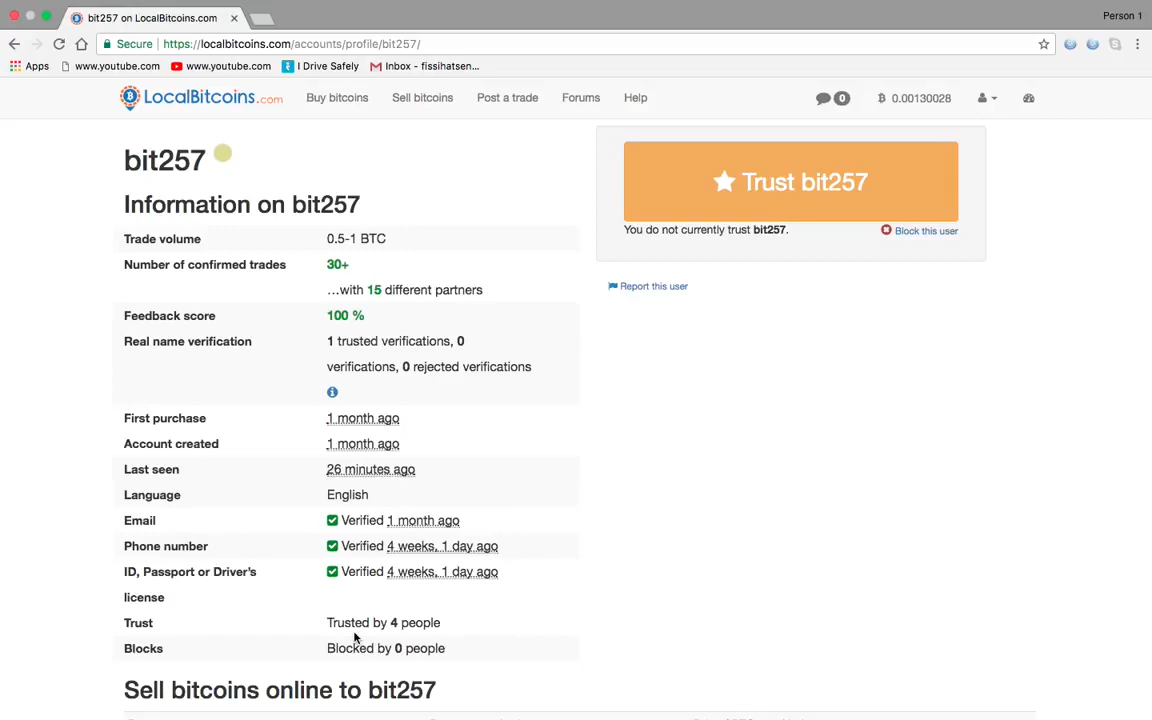 bit257 on LocalBitcoins.com
Person 1
Secure | https://localbitcoins.com/accounts/profile/bit257/
Apps www.youtube.com www.youtube.com I Drive Safely Inbox - fissihatsen...
LocalBitcoins.com Buy bitcoins Sell bitcoins Post a trade Forums Help 0 0.00130028
bit257
Trust bit257
You do not currently trust bit257. Block this user
Report this user
Information on bit257
Trade volume 0.5-1 BTC
Number of confirmed trades 30+
...with 15 different partners
Feedback score 100 %
Real name verification 1 trusted verifications, 0
verifications, 0 rejected verifications
First purchase 1 month ago
Account created 1 month ago
Last seen 26 minutes ago
Language English
Email Verified 1 month ago
Phone number Verified 4 weeks, 1 day ago
ID, Passport or Driver's Verified 4 weeks, 1 day ago
license
Trust Trusted by 4 people
Blocks Blocked by 0 people
Sell bitcoins online to bit257